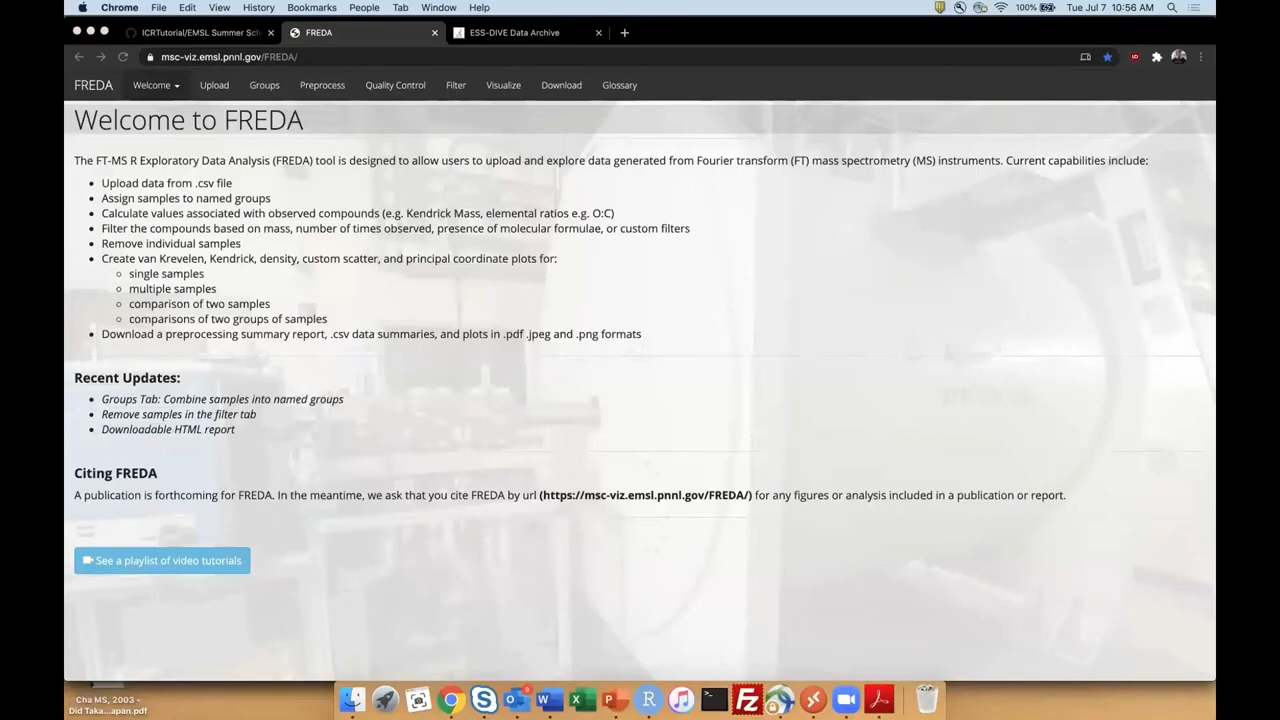 Chrome File Edit View History Bookmarks People Tab Window Help 100% Tue Jul 7 10:56 AM
ICRTutorial/EMSL Summer Sch FREDA ESS-DIVE Data Archive
msc-viz.emsl.pnnl.gov/FREDA/
FREDA Welcome Upload Groups Preprocess Quality Control Filter Visualize Download Glossary
Welcome to FREDA
The FT-MS R Exploratory Data Analysis (FREDA) tool is designed to allow users to upload and explore data generated from Fourier transform (FT) mass spectrometry (MS) instruments. Current capabilities include:
Upload data from .csv file
Assign samples to named groups
Calculate values associated with observed compounds (e.g. Kendrick Mass, elemental ratios e.g. O:C)
Filter the compounds based on mass, number of times observed, presence of molecular formulae, or custom filters
Remove individual samples
Create van Krevelen, Kendrick, density, custom scatter, and principal coordinate plots for:
single samples
multiple samples
comparison of two samples
comparisons of two groups of samples
Download a preprocessing summary report, .csv data summaries, and plots in .pdf .jpeg and .png formats
Recent Updates:
Groups Tab: Combine samples into named groups
Remove samples in the filter tab
Downloadable HTML report
Citing FREDA
A publication is forthcoming for FREDA. In the meantime, we ask that you cite FREDA by url (https://msc-viz.emsl.pnnl.gov/FREDA/) for any figures or analysis included in a publication or report.
See a playlist of video tutorials
Cha MS, 2003 -
Did Taka...apan.pdf